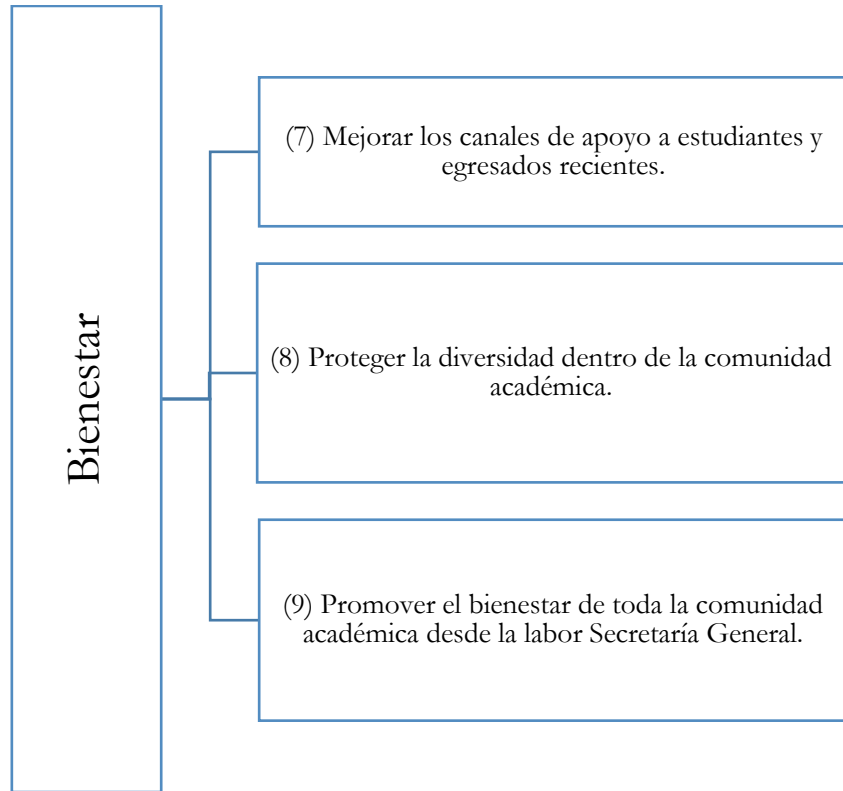 Bienestar
(7) Mejorar los canales de apoyo a estudiantes y
egresados recientes.
(8) Proteger la diversidad dentro de la comunidad
académica.
(9) Promover el bienestar de toda la comunidad
académica desde la labor Secretaría General.